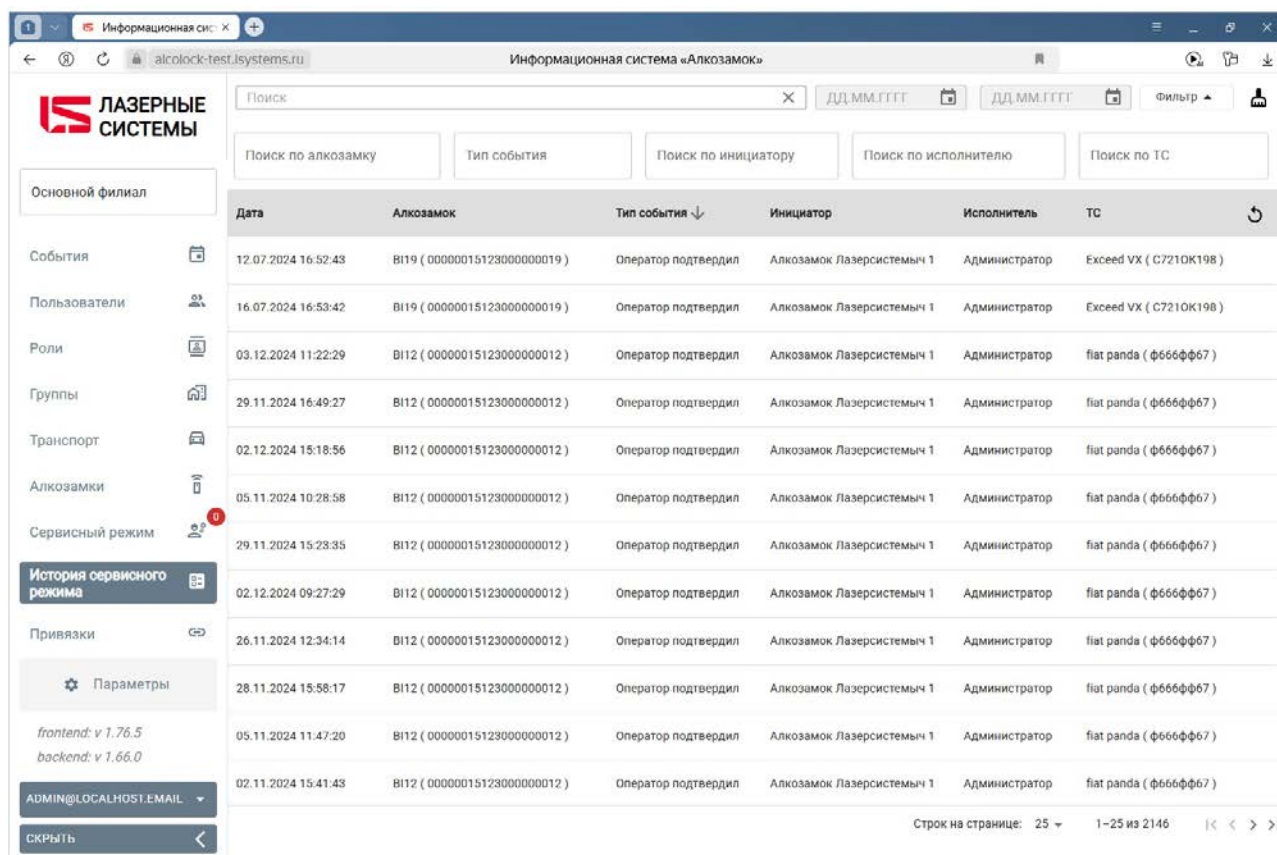 1
Информационная сис
alcolock-test.lsystems.ru
Информационная система «Алкозамок»
ЛАЗЕРНЫЕ СИСТЕМЫ
Поиск
ДД.ММ.ГГГГ
ДД.ММ.ГГГГ
Фильтр
Поиск по алкозамку
Тип события
Поиск по инициатору
Поиск по исполнителю
Поиск по ТС
Основной филиал
События
Пользователи
Роли
Группы
Транспорт
Алкозамки
Сервисный режим
0
История сервисного режима
Привязки
Параметры
frontend: v 1.76.5
backend: v 1.66.0
ADMIN@LOCALHOST.EMAIL
СКРЫТЬ
Дата Алкозамок Тип события Инициатор Исполнитель ТС
12.07.2024 16:52:43 BI19 ( 00000015123000000019 ) Оператор подтвердил Алкозамок Лазерсистемыч 1 Администратор Exceed VX ( С721ОК198 )
16.07.2024 16:53:42 BI19 ( 00000015123000000019 ) Оператор подтвердил Алкозамок Лазерсистемыч 1 Администратор Exceed VX ( С721ОК198 )
03.12.2024 11:22:29 BI12 ( 00000015123000000012 ) Оператор подтвердил Алкозамок Лазерсистемыч 1 Администратор fiat panda ( ф666фф67 )
29.11.2024 16:49:27 BI12 ( 00000015123000000012 ) Оператор подтвердил Алкозамок Лазерсистемыч 1 Администратор fiat panda ( ф666фф67 )
02.12.2024 15:18:56 BI12 ( 00000015123000000012 ) Оператор подтвердил Алкозамок Лазерсистемыч 1 Администратор fiat panda ( ф666фф67 )
05.11.2024 10:28:58 BI12 ( 00000015123000000012 ) Оператор подтвердил Алкозамок Лазерсистемыч 1 Администратор fiat panda ( ф666фф67 )
29.11.2024 15:23:35 BI12 ( 00000015123000000012 ) Оператор подтвердил Алкозамок Лазерсистемыч 1 Администратор fiat panda ( ф666фф67 )
02.12.2024 09:27:29 BI12 ( 00000015123000000012 ) Оператор подтвердил Алкозамок Лазерсистемыч 1 Администратор fiat panda ( ф666фф67 )
26.11.2024 12:34:14 BI12 ( 00000015123000000012 ) Оператор подтвердил Алкозамок Лазерсистемыч 1 Администратор fiat panda ( ф666фф67 )
28.11.2024 15:58:17 BI12 ( 00000015123000000012 ) Оператор подтвердил Алкозамок Лазерсистемыч 1 Администратор fiat panda ( ф666фф67 )
05.11.2024 11:47:20 BI12 ( 00000015123000000012 ) Оператор подтвердил Алкозамок Лазерсистемыч 1 Администратор fiat panda ( ф666фф67 )
02.11.2024 15:41:43 BI12 ( 00000015123000000012 ) Оператор подтвердил Алкозамок Лазерсистемыч 1 Администратор fiat panda ( ф666фф67 )
Строк на странице: 25 1–25 из 2146